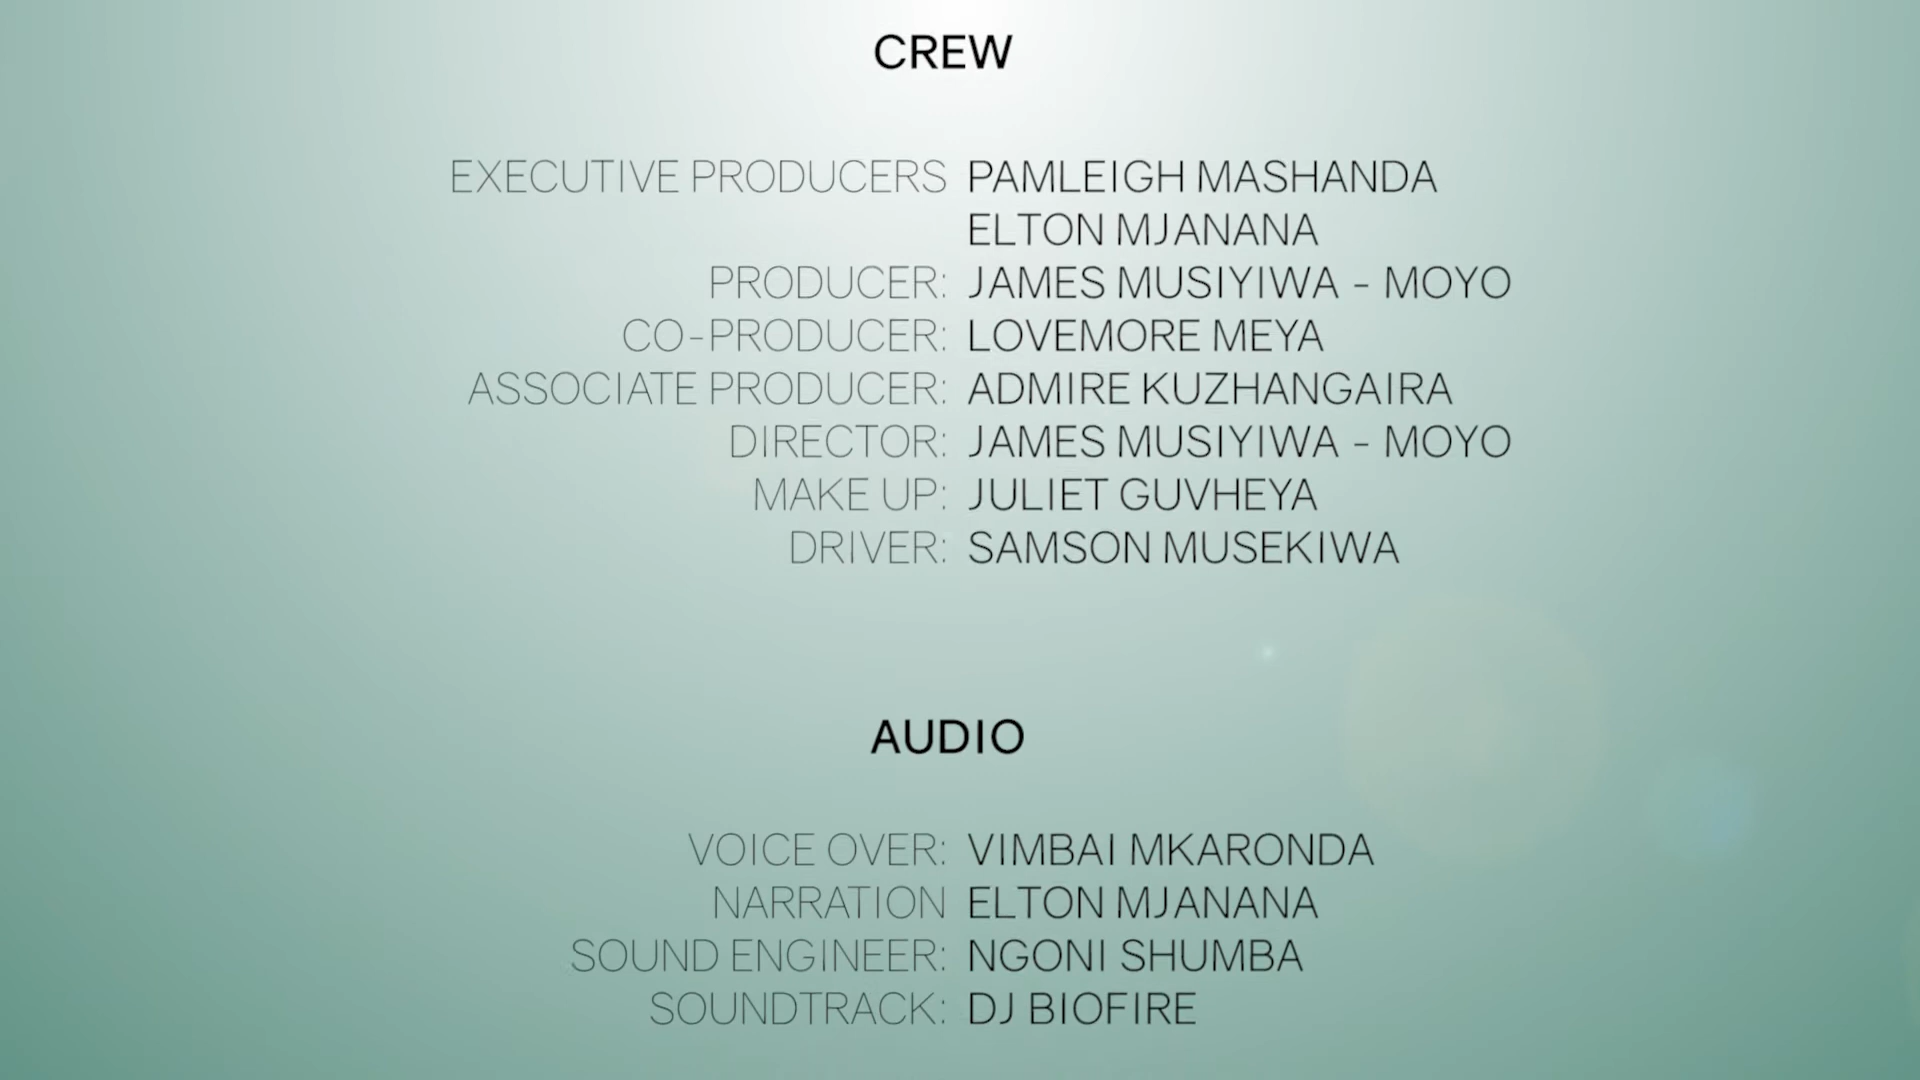 CREW
EXECUTIVE PRODUCERS PAMLEIGH MASHANDA
ELTON MJANANA
PRODUCER: JAMES MUSIYIWA - MOYO
CO-PRODUCER: LOVEMORE MEYA
ASSOCIATE PRODUCER: ADMIRE KUZHANGAIRA
DIRECTOR: JAMES MUSIYIWA - MOYO
MAKE UP: JULIET GUVHEYA
DRIVER: SAMSON MUSEKIWA
AUDIO
VOICE OVER: VIMBAI MKARONDA
NARRATION ELTON MJANANA
SOUND ENGINEER: NGONI SHUMBA
SOUNDTRACK: DJ BIOFIRE